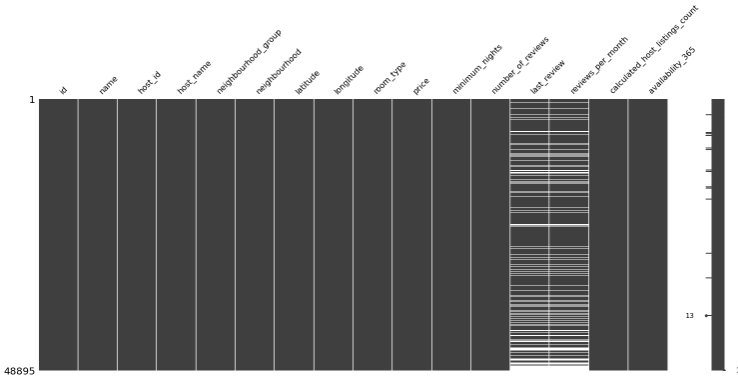 id
name
host_id
host_name
neighbourhood_group
neighbourhood
latitude
longitude
room_type
price
minimum_nights
number_of_reviews
last_review
reviews_per_month
calculated_host_listings_count
availability_365
1
13
48895